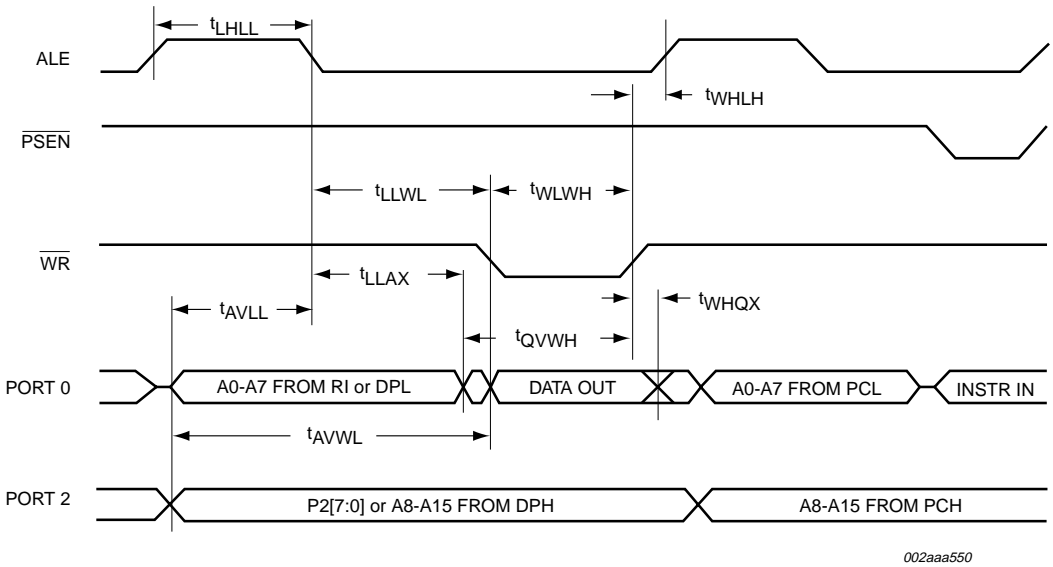 tLHLL
ALE
tWHLH
PSEN
tLLWL
tWLWH
WR
tLLAX
tWHQX
tAVLL
tQVWH
PORT 0
A0-A7 FROM RI or DPL
DATA OUT
A0-A7 FROM PCL
INSTR IN
tAVWL
PORT 2
P2[7:0] or A8-A15 FROM DPH
A8-A15 FROM PCH
002aaa550